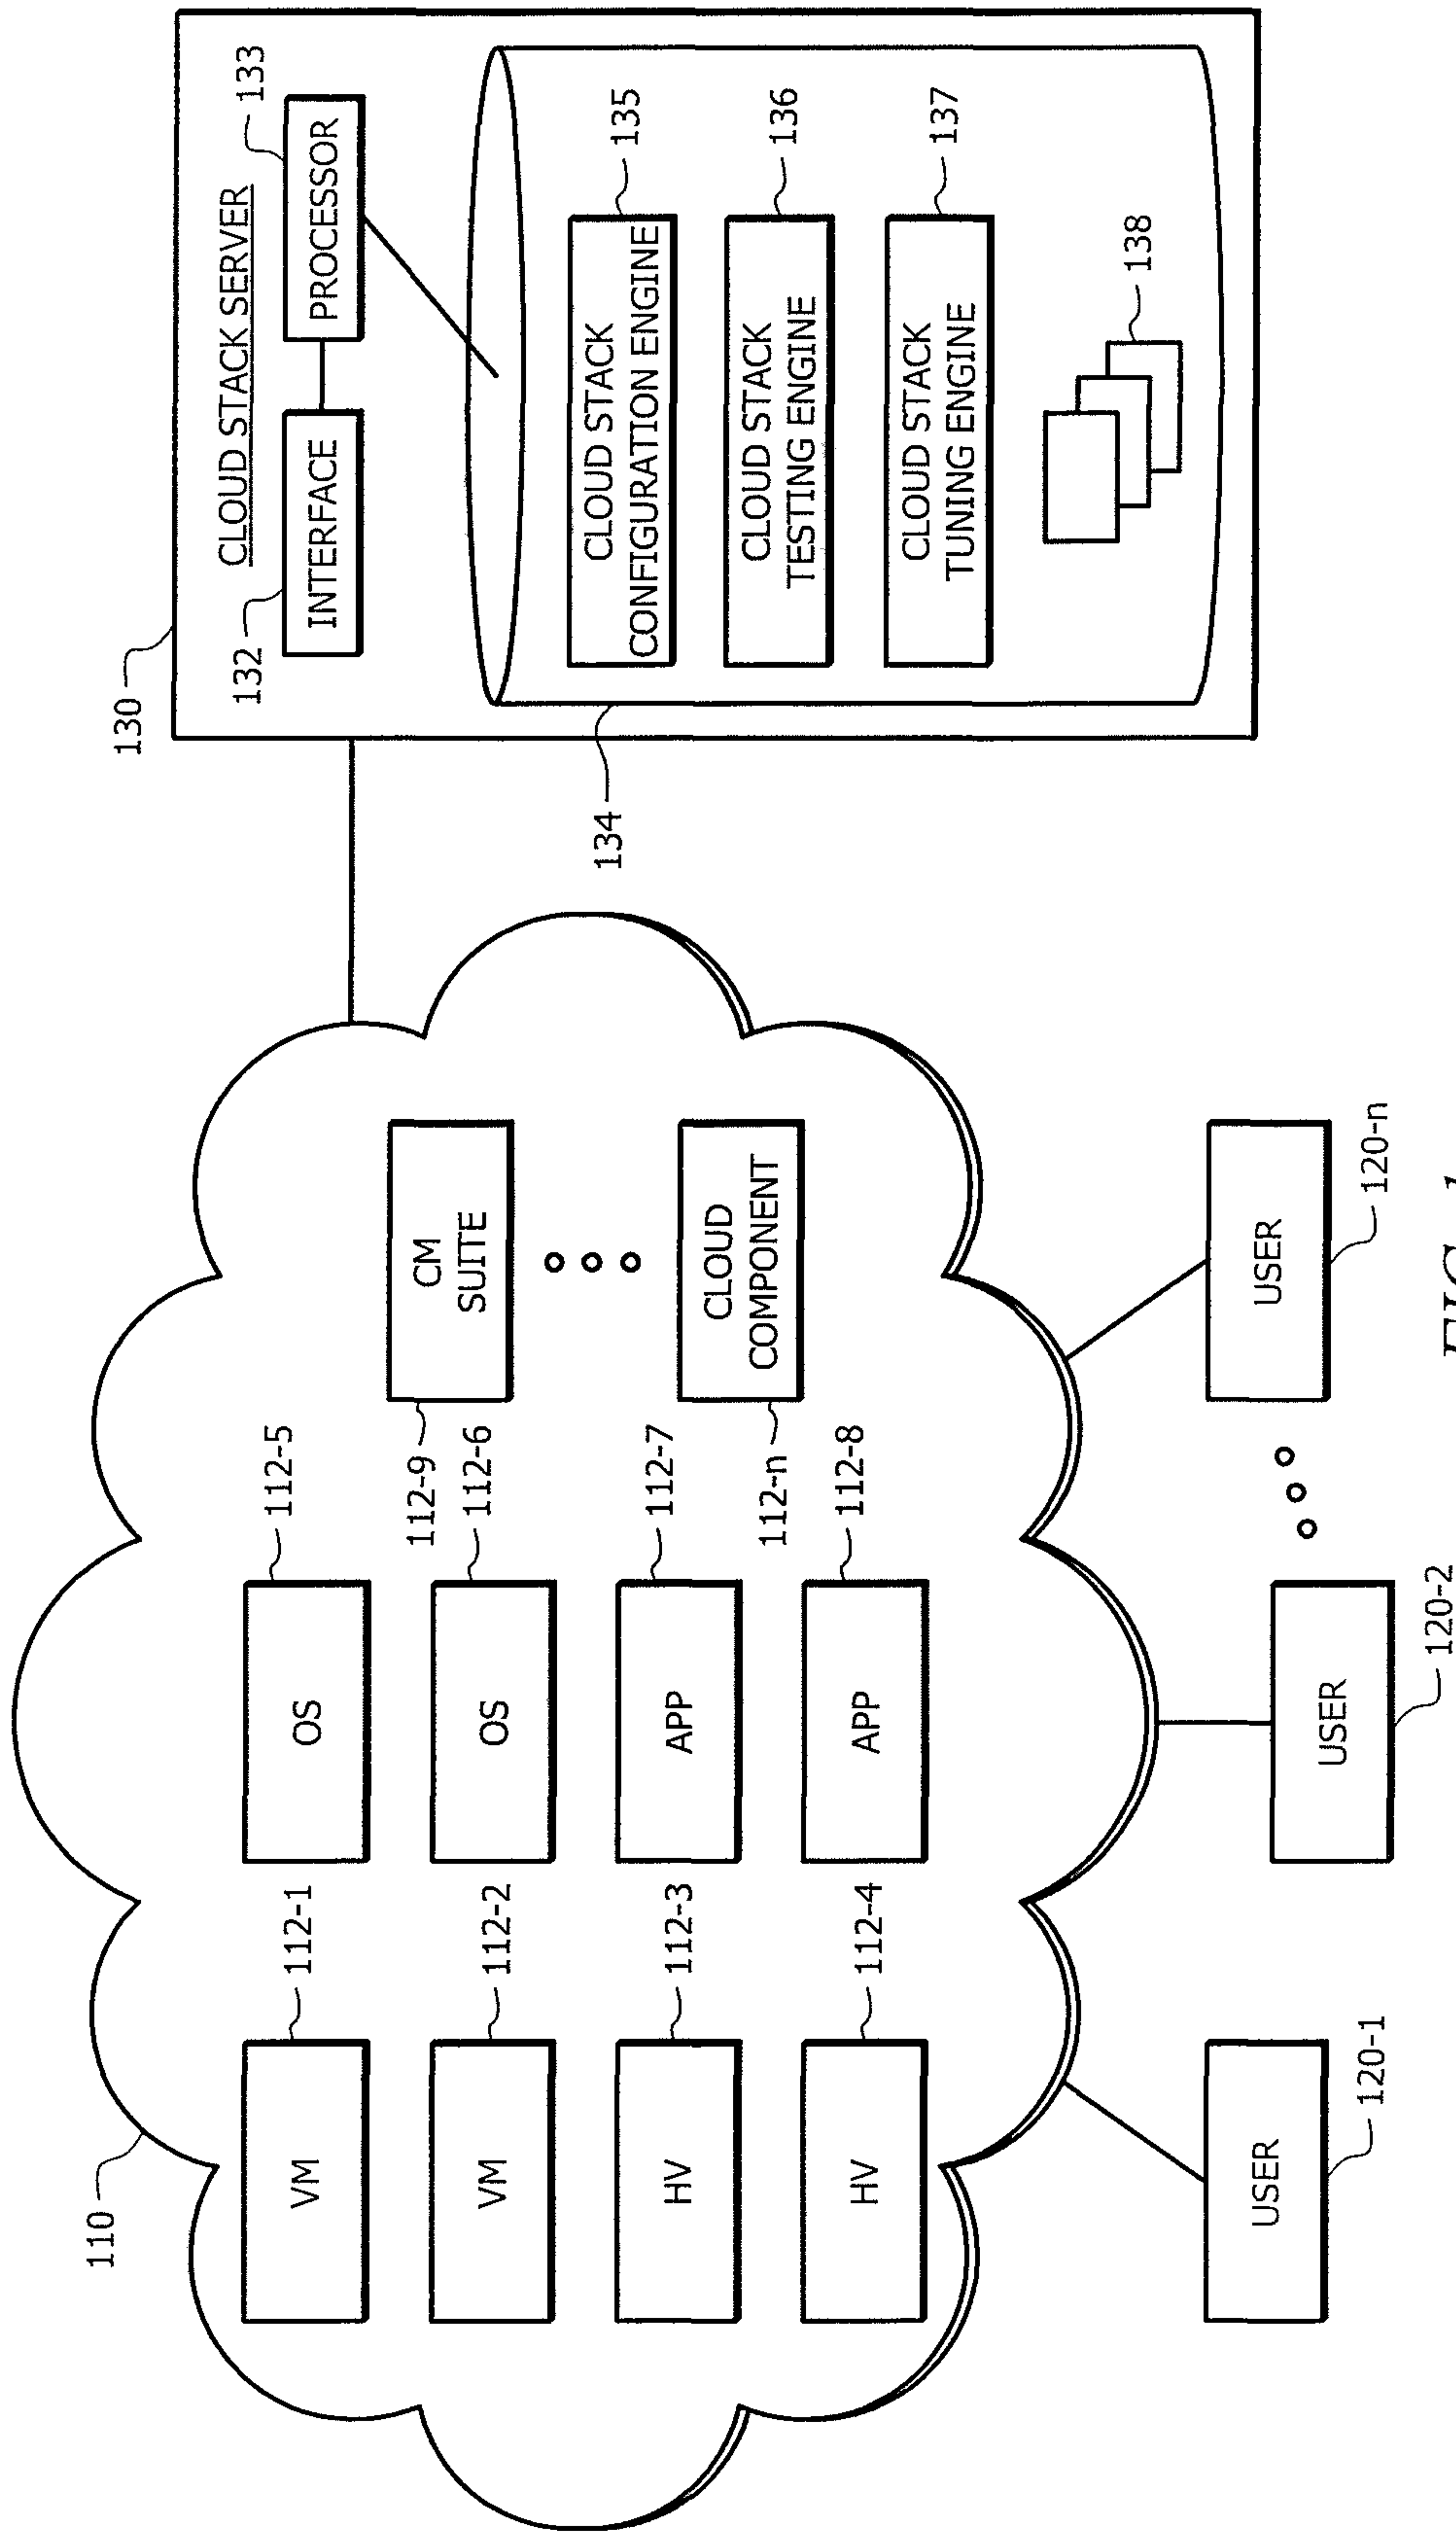 110
VM
112-1
VM
112-2
HV
112-3
HV
112-4
OS
112-5
OS
112-6
APP
112-7
APP
112-8
CM
SUITE
112-9
CLOUD
COMPONENT
112-n
USER
120-1
USER
120-2
USER
120-n
130
CLOUD STACK SERVER
INTERFACE
132
PROCESSOR
133
134
CLOUD STACK
CONFIGURATION ENGINE
135
CLOUD STACK
TESTING ENGINE
136
CLOUD STACK
TUNING ENGINE
137
138